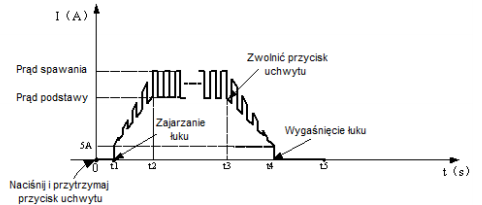 I (A)
Prąd spawania
Zwolnić przycisk
uchwytu
Prąd podstawy
Zajarzanie
łuku
Wygaśnięcie łuku
5A
0 t1 t2 t3 t4 t5 t (s)
Naciśnij i przytrzymaj
przycisk uchwytu